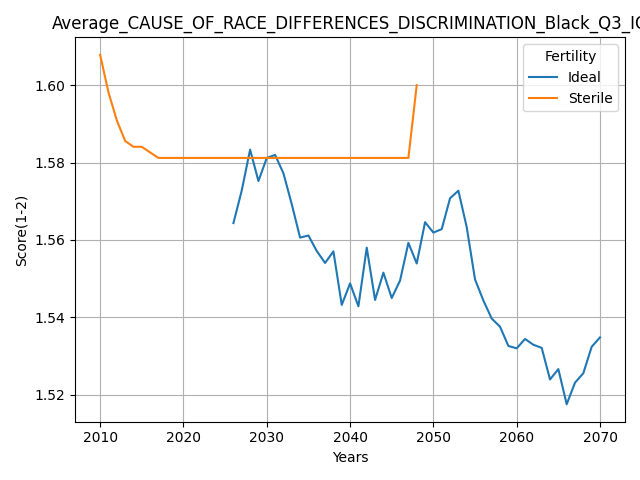 Average_CAUSE_OF_RACE_DIFFERENCES_DISCRIMINATION_Black_Q3_IQ
Fertility
Ideal
Sterile
Score(1-2)
1.60
1.58
1.56
1.54
1.52
2010 2020 2030 2040 2050 2060 2070
Years